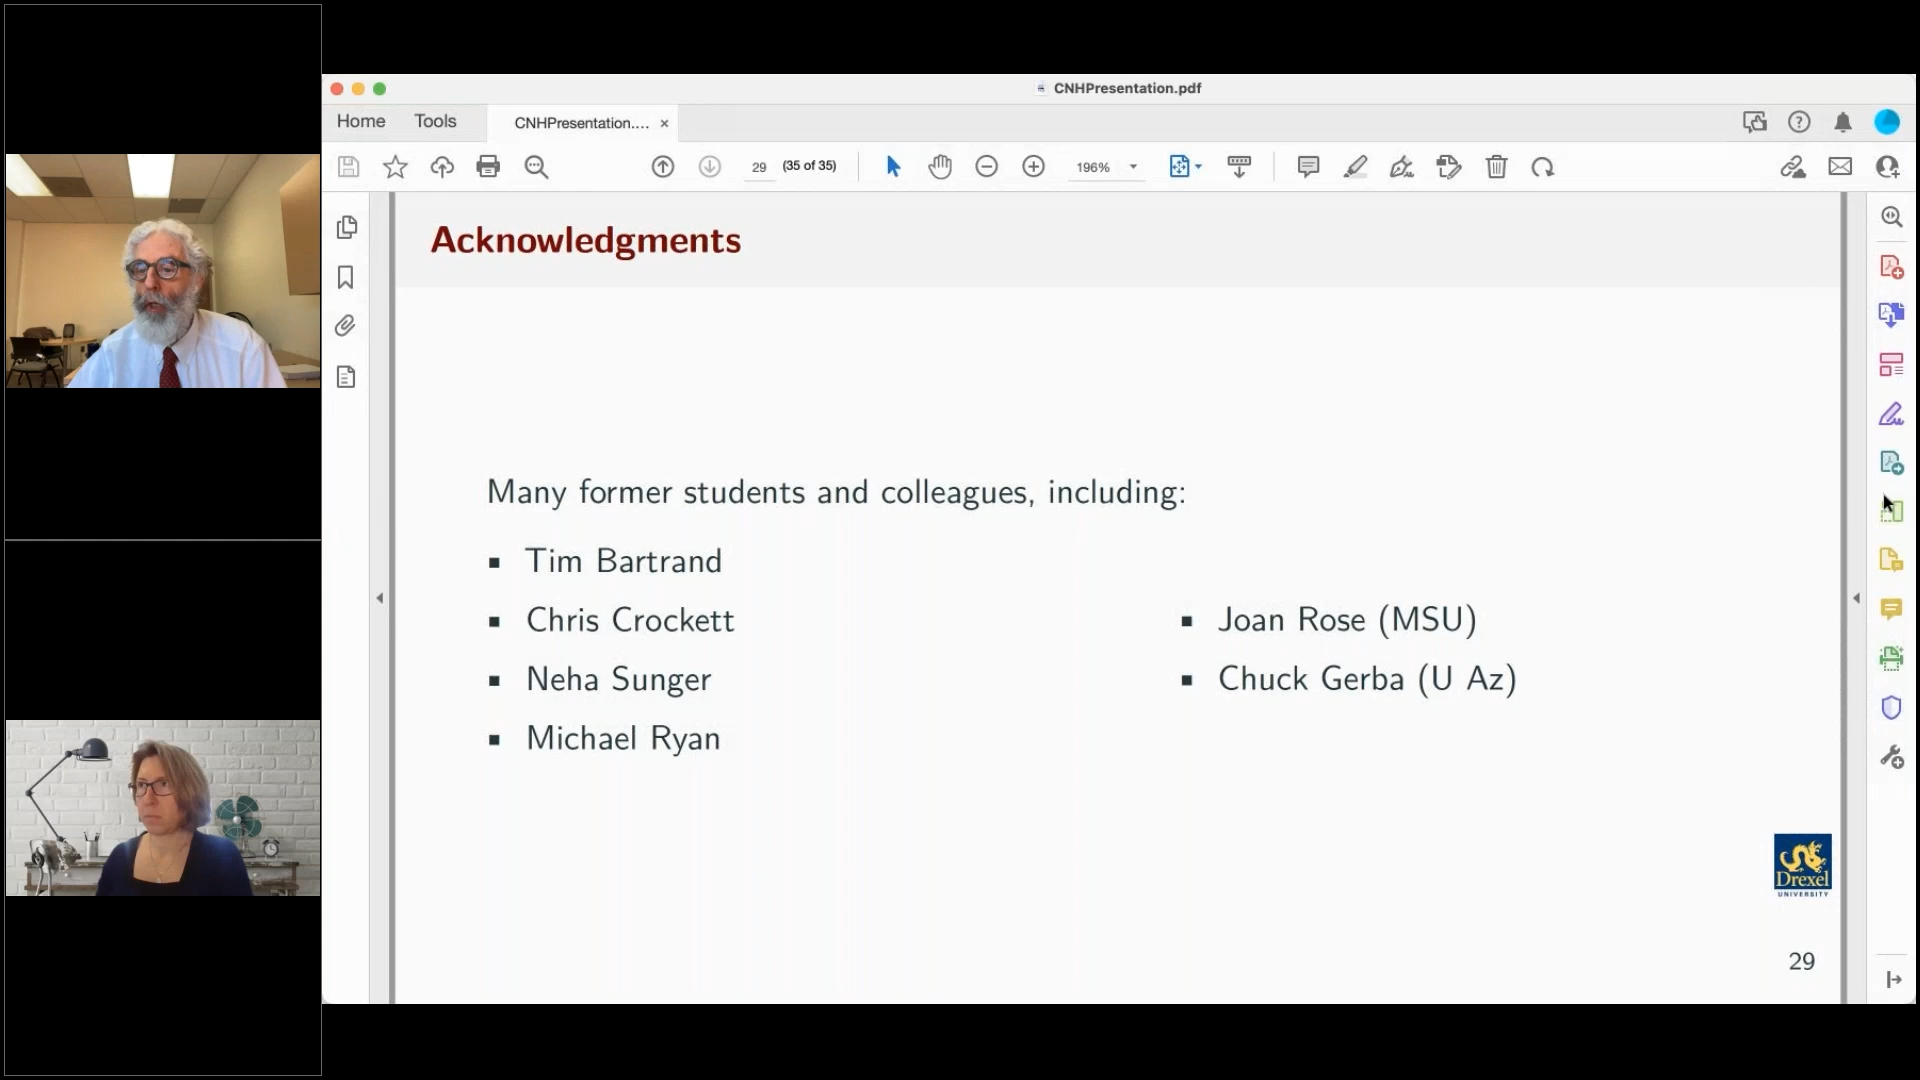 CNHPresentation.pdf
Home
Tools
CNHPresentation....
29
(35 of 35)
196%
Acknowledgments
Many former students and colleagues, including:
Tim Bartrand
Chris Crockett
Neha Sunger
Michael Ryan
Joan Rose (MSU)
Chuck Gerba (U Az)
Drexel
UNIVERSITY
29